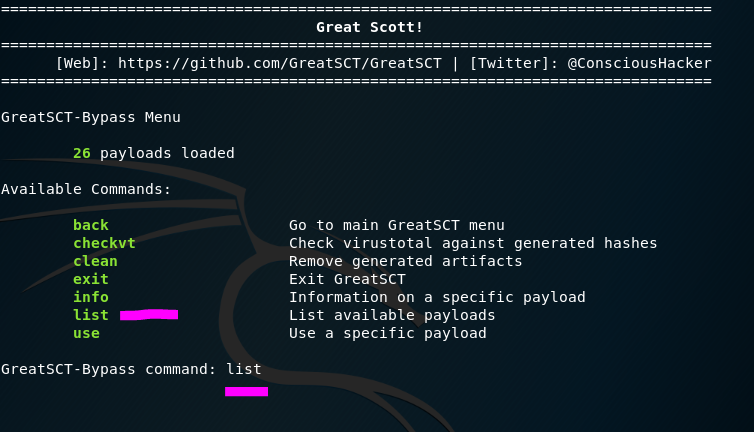 ===============================================================================
Great Scott!
===============================================================================
[Web]: https://github.com/GreatSCT/GreatSCT | [Twitter]: @ConsciousHacker
===============================================================================
GreatSCT-Bypass Menu
26 payloads loaded
Available Commands:
back Go to main GreatSCT menu
checkvt Check virustotal against generated hashes
clean Remove generated artifacts
exit Exit GreatSCT
info Information on a specific payload
list List available payloads
use Use a specific payload
GreatSCT-Bypass command: list